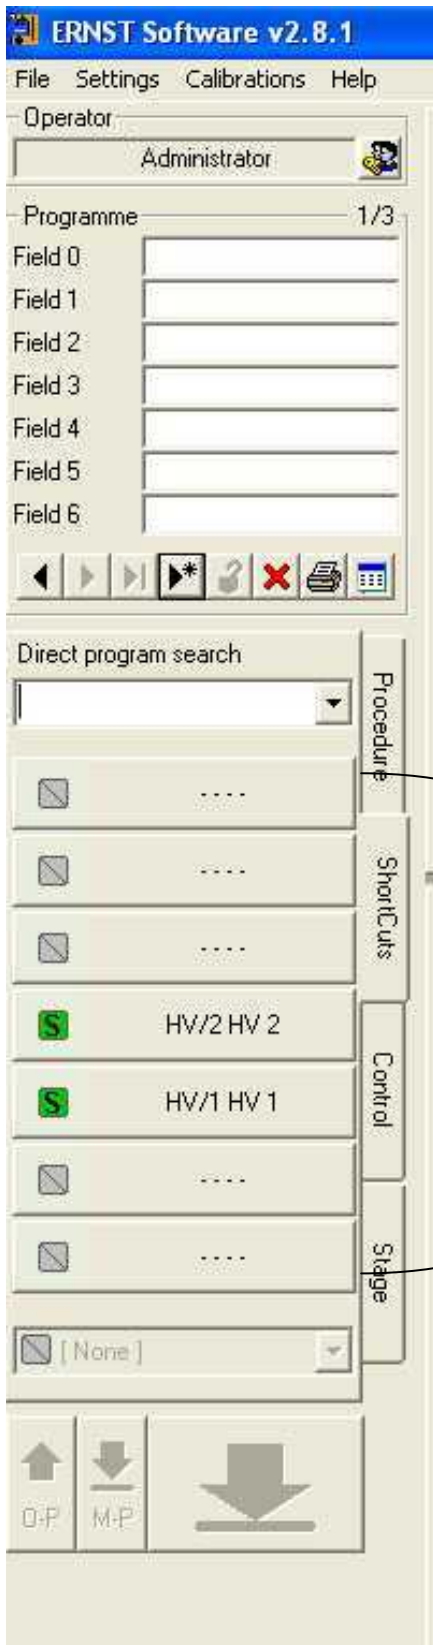 ERNST Software v2.8.1
File Settings Calibrations Help
Operator
Administrator
Programme 1/3
Field 0
Field 1
Field 2
Field 3
Field 4
Field 5
Field 6
Direct program search
Procedure
- - - -
- - - -
ShortCuts
- - - -
S HV/2 HV 2
S HV/1 HV 1
Control
- - - -
- - - -
Stage
[ None ]
O-P M-P